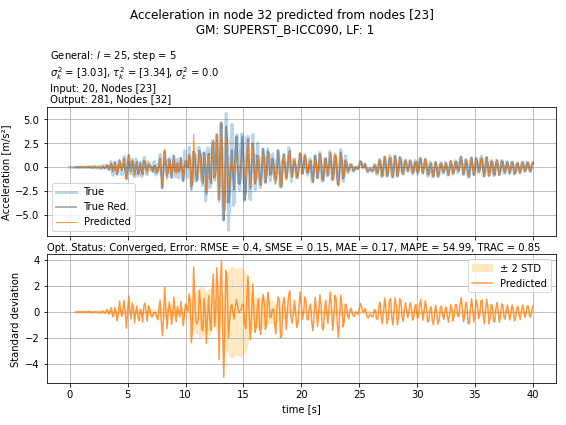 Acceleration in node 32 predicted from nodes [23]
GM: SUPERST_B-ICC090, LF: 1
General: l = 25, step = 5
σ²ₖ = [3.03], τ²ₖ = [3.34], σ²ε = 0.0
Input: 20, Nodes [23]
Output: 281, Nodes [32]
Acceleration [m/s²]
5.0
2.5
0.0
−2.5
−5.0
True
True Red.
Predicted
Opt. Status: Converged, Error: RMSE = 0.4, SMSE = 0.15, MAE = 0.17, MAPE = 54.99, TRAC = 0.85
Standard deviation
4
2
0
−2
−4
± 2 STD
Predicted
0 5 10 15 20 25 30 35 40
time [s]